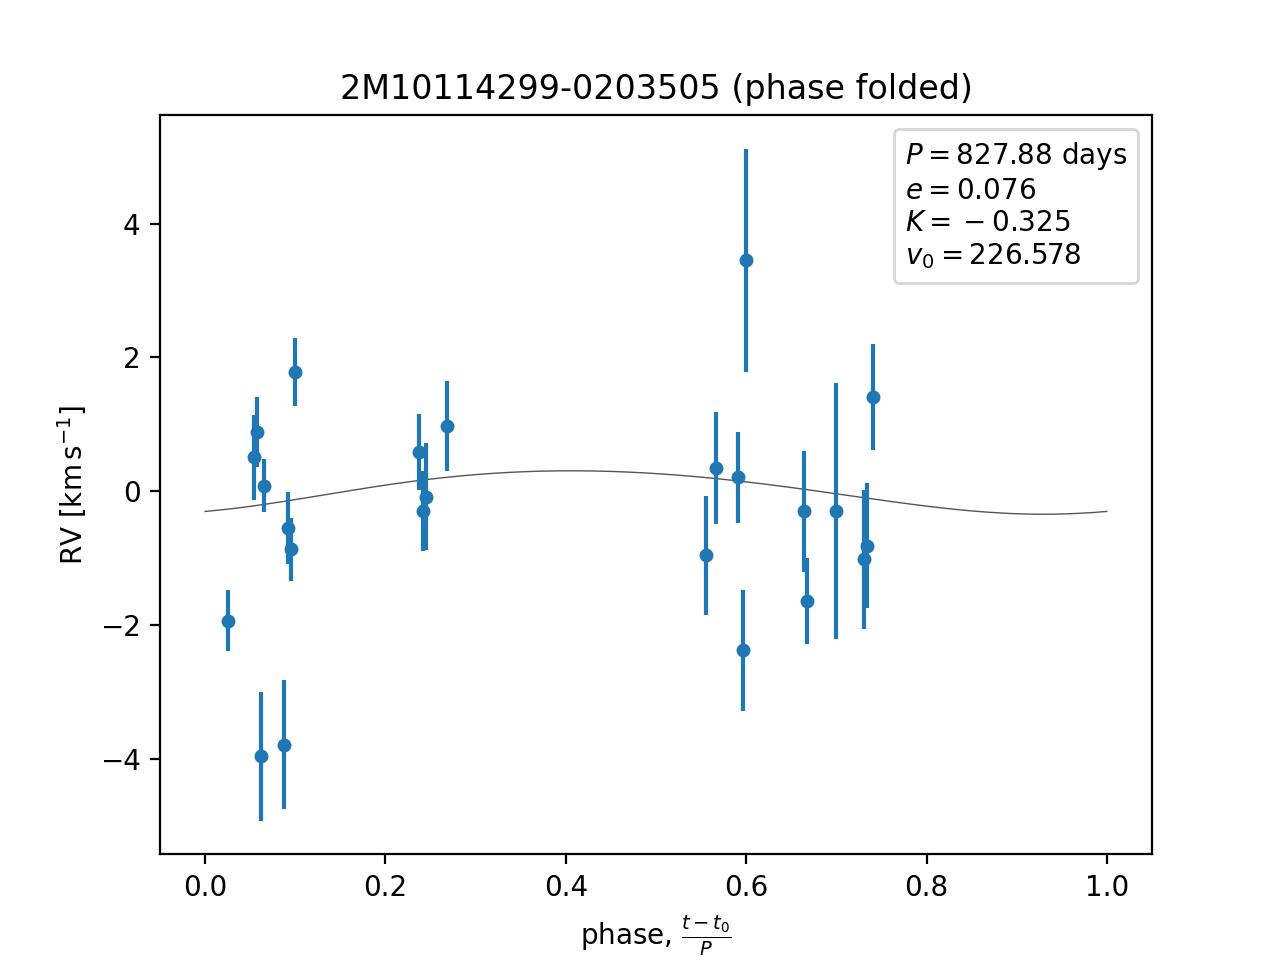 2M10114299-0203505 (phase folded)
P = 827.88 days
e = 0.076
K = −0.325
v₀ = 226.578
RV [km s⁻¹]
4
2
0
−2
−4
0.0 0.2 0.4 0.6 0.8 1.0
phase, (t − t₀)/P